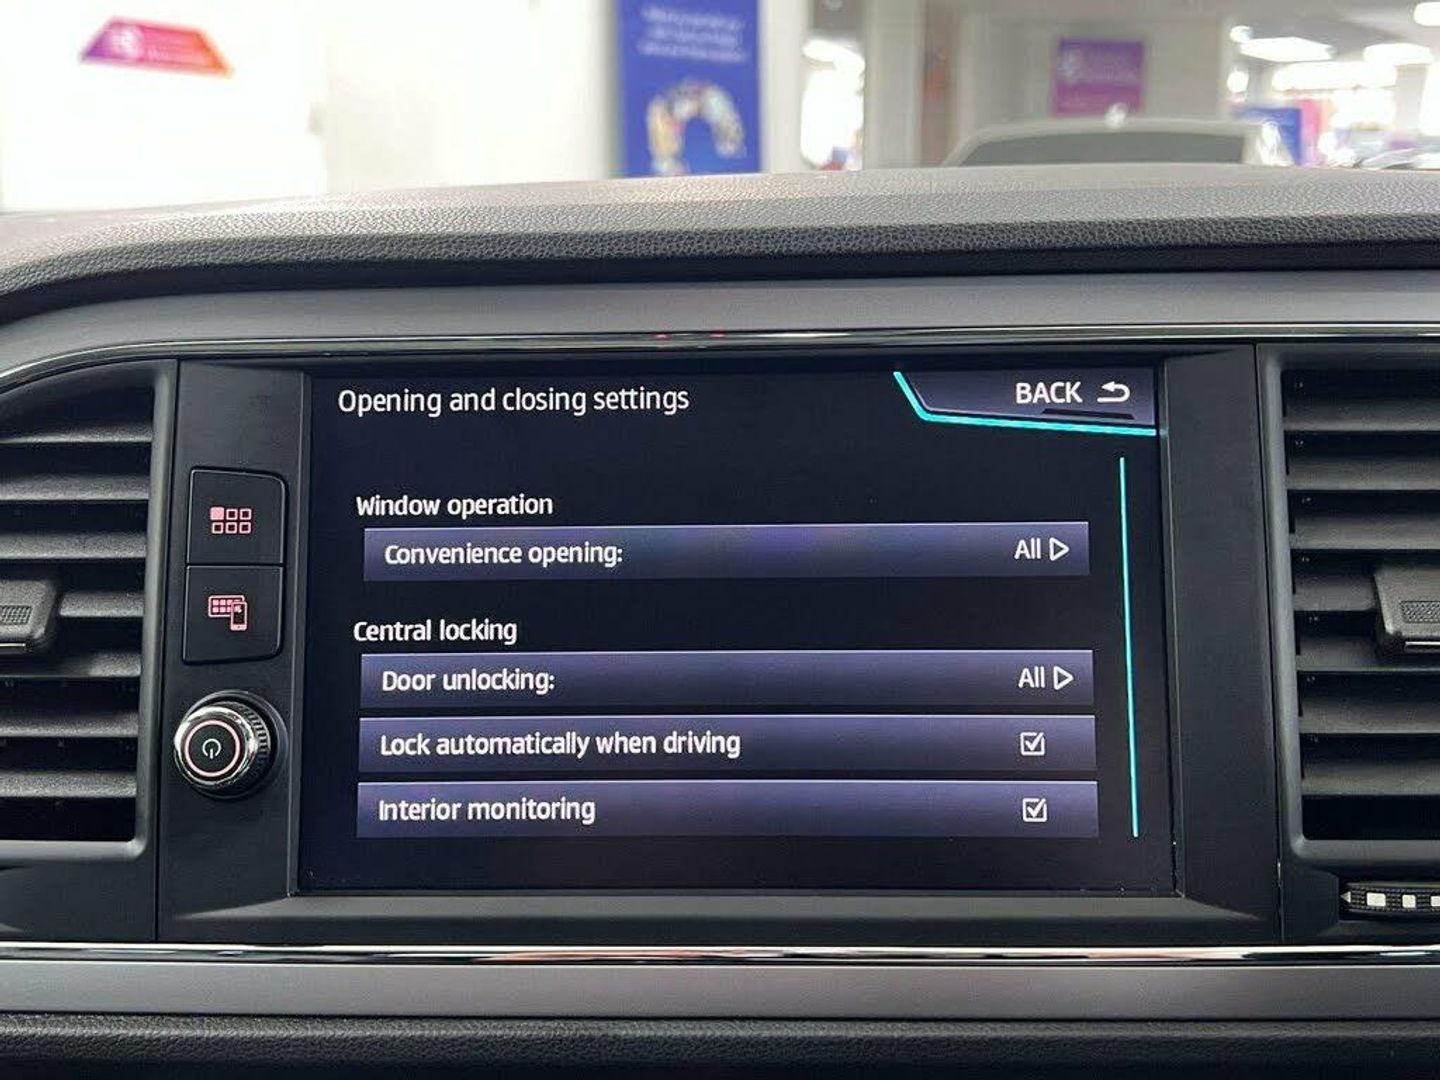 Opening and closing settings
BACK
Window operation
Convenience opening:
All
Central locking
Door unlocking:
All
Lock automatically when driving
Interior monitoring